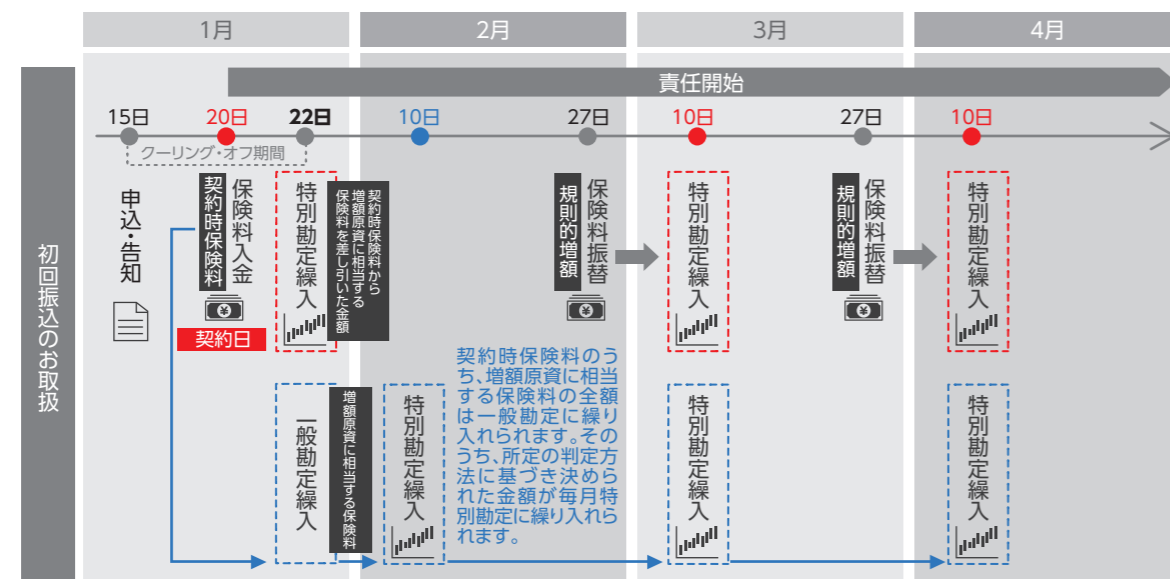 1月
2月
3月
4月
初回振込のお取扱
責任開始
15日
20日
22日
10日
27日
10日
27日
10日
クーリング・オフ期間
申込・告知
保険料入金
契約時保険料
契約日
特別勘定繰入
契約時保険料から
増額原資に相当する
保険料を差し引いた金額
保険料振替
規則的増額
特別勘定繰入
保険料振替
規則的増額
特別勘定繰入
一般勘定繰入
増額原資に相当する保険料
特別勘定繰入
契約時保険料のう
ち、増額原資に相当
する保険料の全額
は一般勘定に繰り
入れられます。その
うち、所定の判定方
法に基づき決めら
れた金額が毎月特
別勘定に繰り入れら
れます。
特別勘定繰入
特別勘定繰入